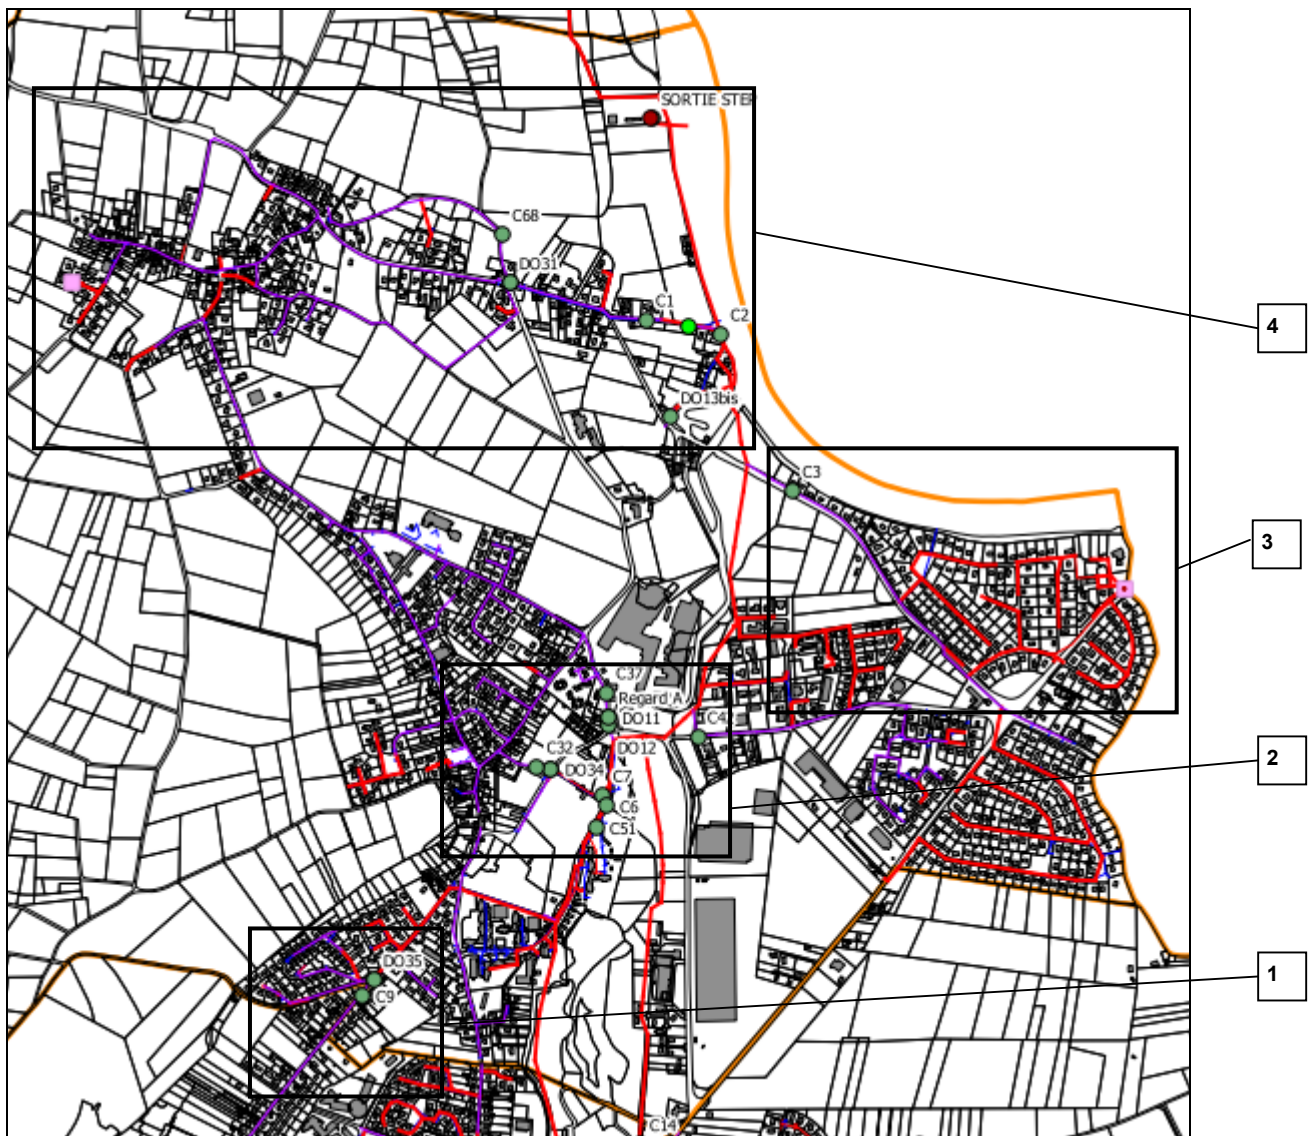 SORTIE STEP
C68
DO31
C1
C2
4
DO13bis
C3
3
C37
Regard A
DO11
C42
DO12
C32
DO34
C7
2
C6
C51
DO35
C9
1
C14